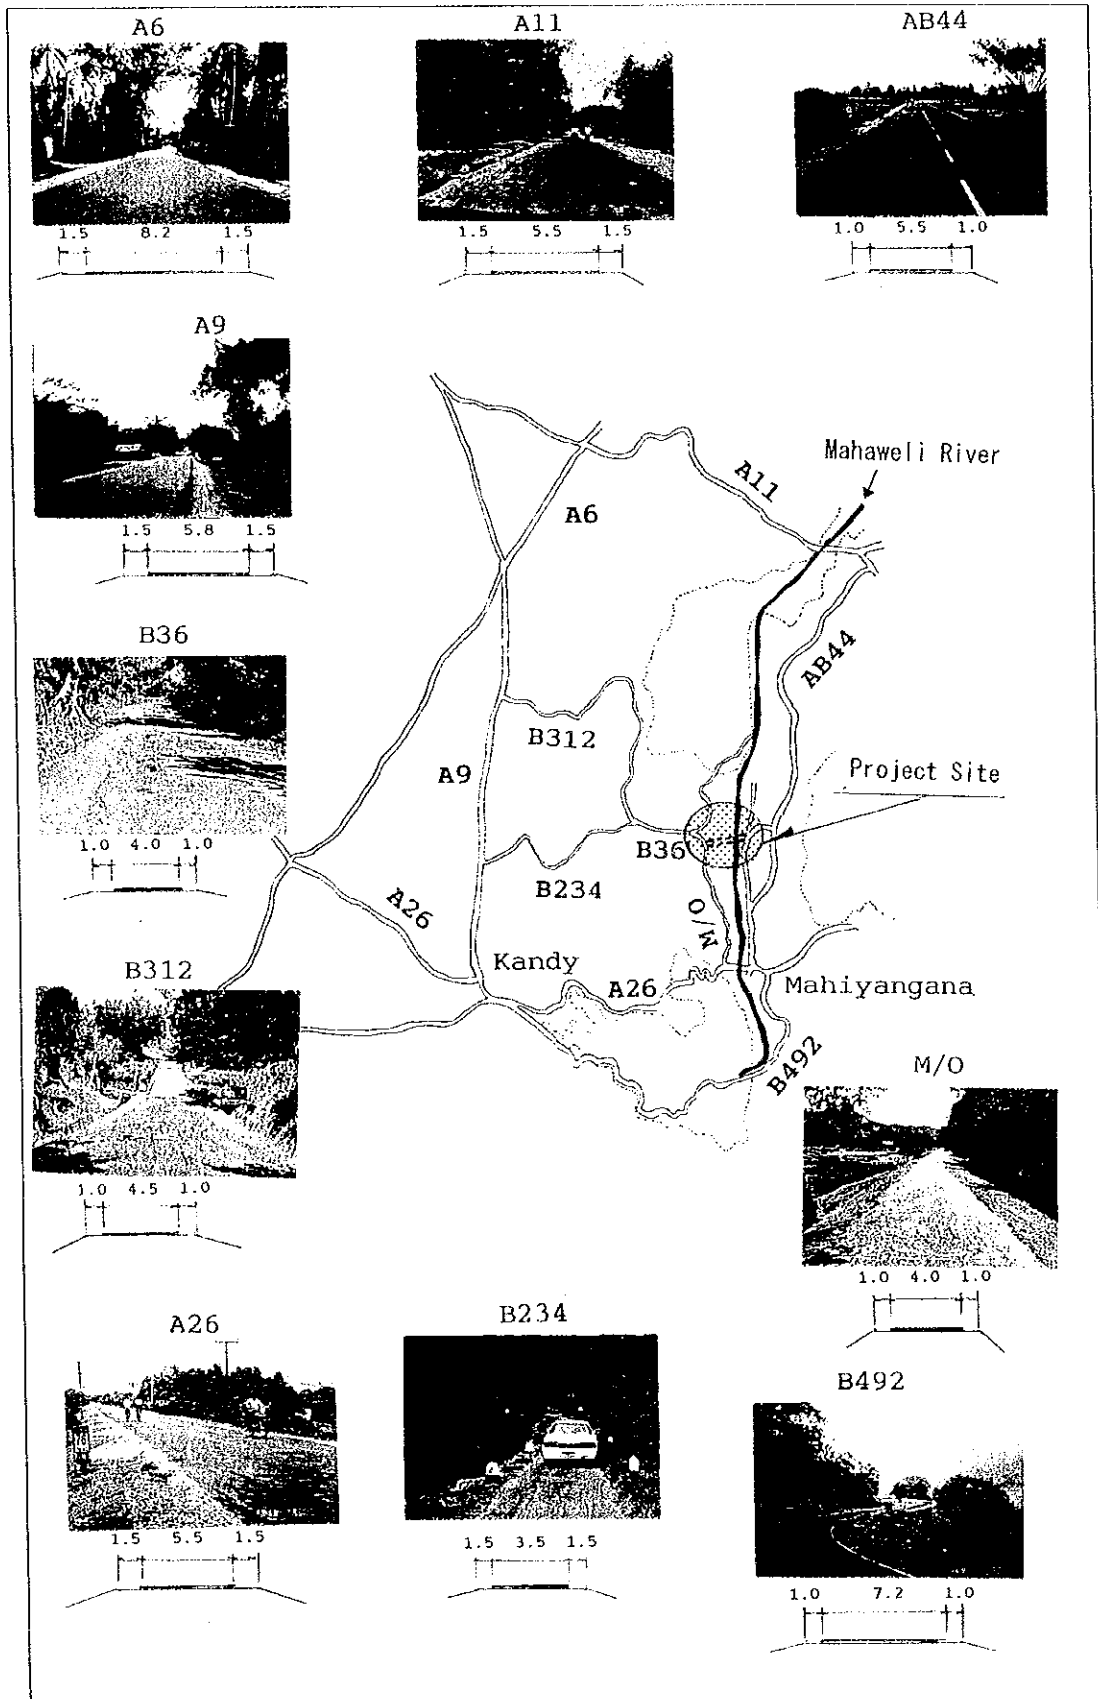 A6
A11
AB44
1.5 8.2 1.5
1.5 5.5 1.5
1.0 5.5 1.0
A9
1.5 5.8 1.5
Mahaweli River
A11
A6
AB44
B36
1.0 4.0 1.0
B312
A9
Project Site
B36
B234
A26
M/O
Kandy
A26
Mahiyangana
B492
B312
1.0 4.5 1.0
M/O
1.0 4.0 1.0
A26
1.5 5.5 1.5
B234
1.5 3.5 1.5
B492
1.0 7.2 1.0